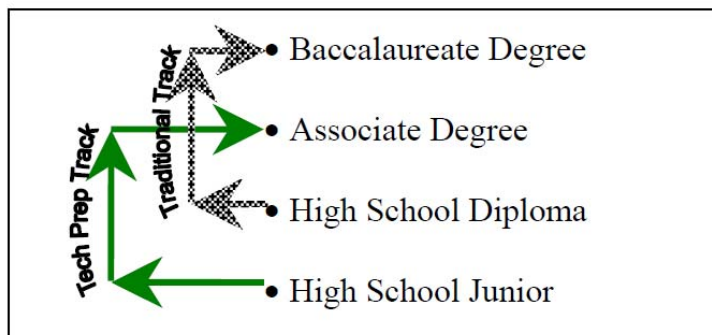 • Baccalaureate Degree
• Associate Degree
• High School Diploma
• High School Junior
Traditional Track
Tech Prep Track